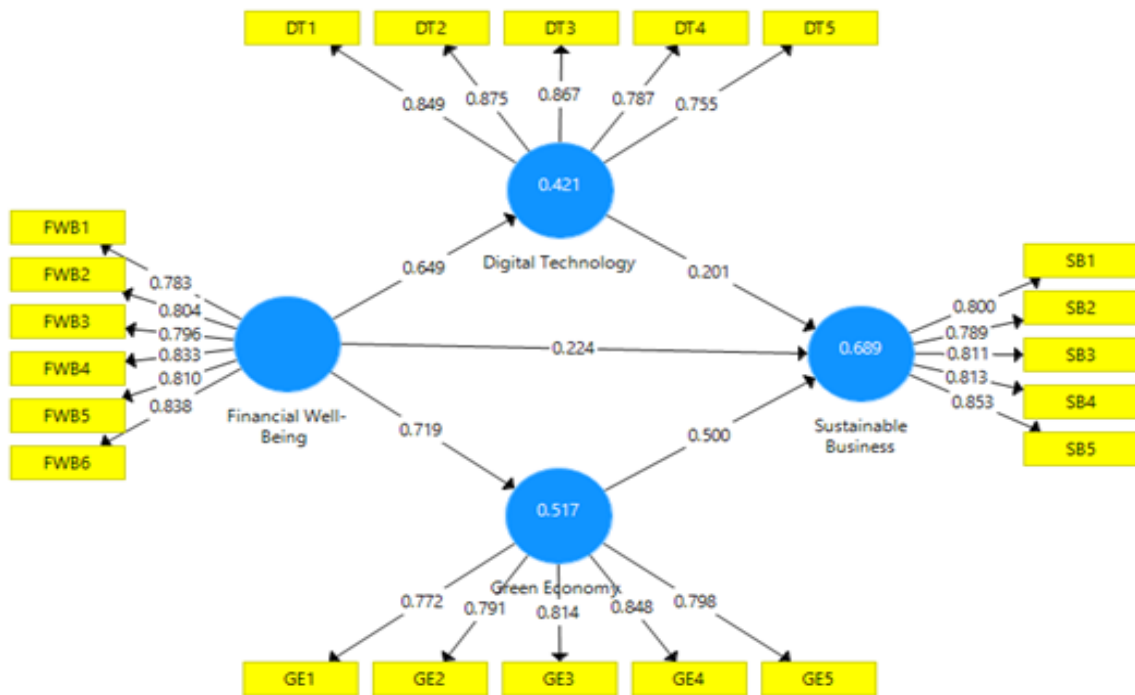 DT1
DT2
DT3
DT4
DT5
0.849
0.875
0.867
0.787
0.755
0.421
Digital Technology
FWB1
FWB2
FWB3
FWB4
FWB5
FWB6
0.783
0.804
0.796
0.833
0.810
0.838
Financial Well-
Being
0.649
0.224
0.719
0.201
0.500
0.689
Sustainable
Business
SB1
SB2
SB3
SB4
SB5
0.800
0.789
0.811
0.813
0.853
0.517
Green Economy
0.772
0.791
0.814
0.848
0.798
GE1
GE2
GE3
GE4
GE5